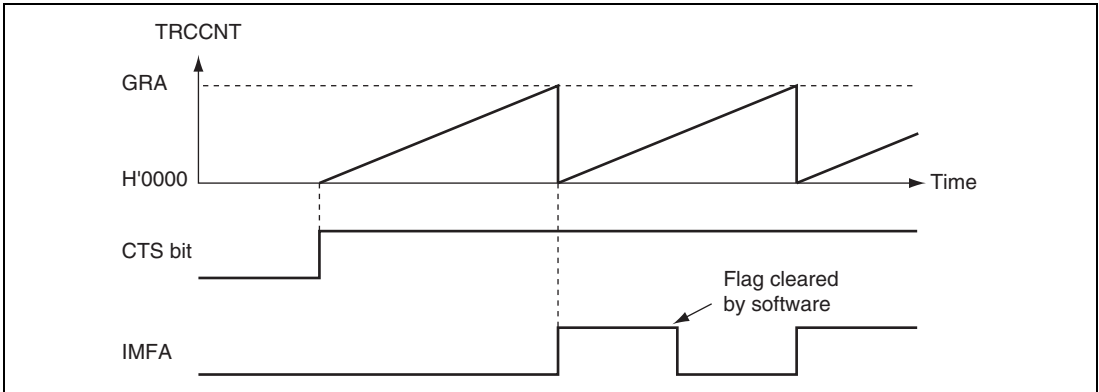 TRCCNT
GRA
H'0000
Time
CTS bit
Flag cleared
by software
IMFA